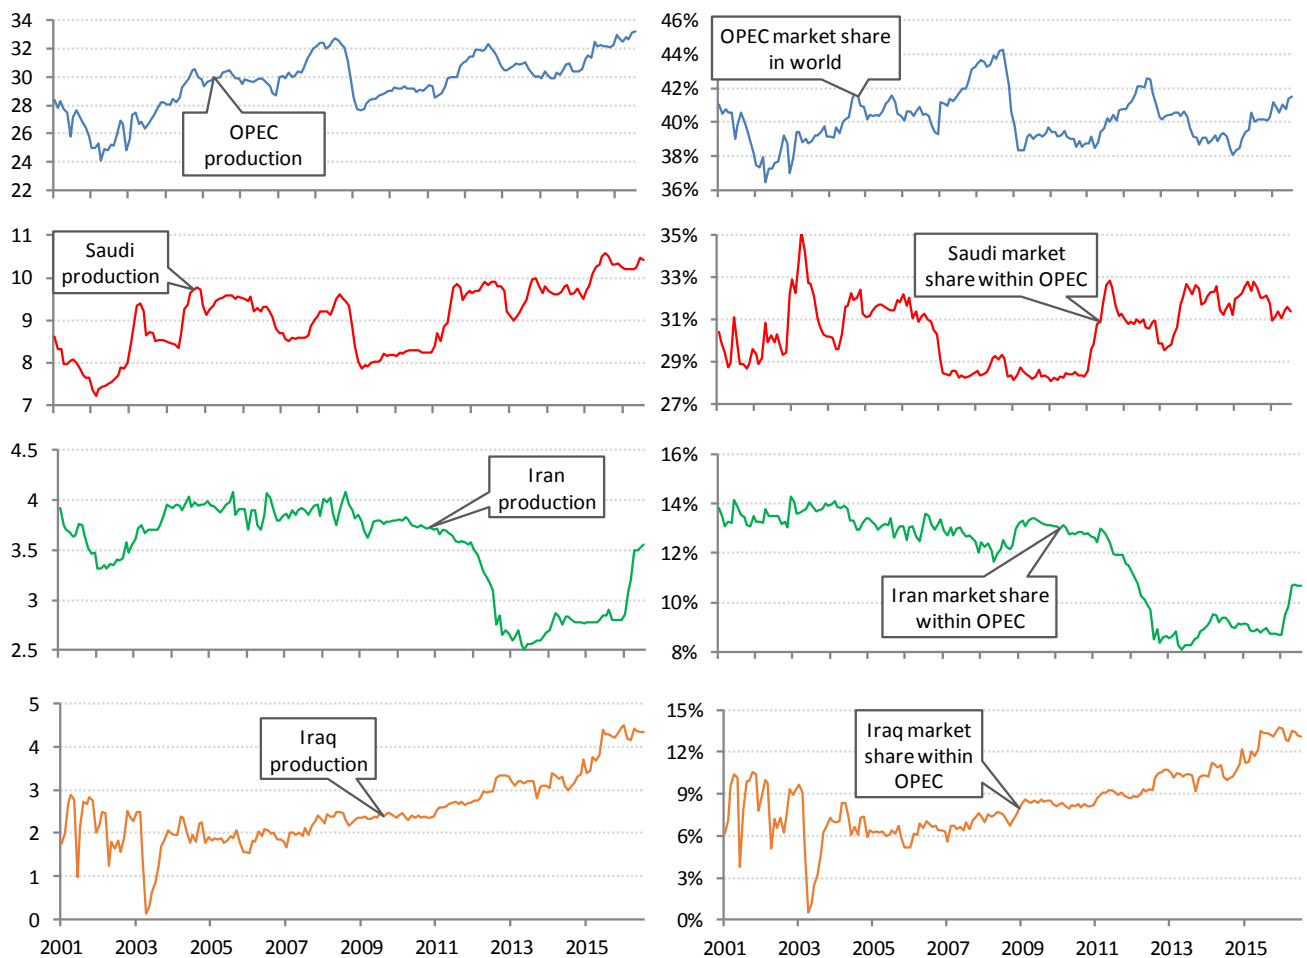 34
32
30
28
26
24
22
OPEC
production
46%
44%
42%
40%
38%
36%
OPEC market share
in world
11
10
9
8
7
Saudi
production
35%
33%
31%
29%
27%
Saudi market
share within OPEC
4.5
4
3.5
3
2.5
Iran
production
16%
14%
12%
10%
8%
Iran market share
within OPEC
5
4
3
2
1
0
Iraq
production
2001 2003 2005 2007 2009 2011 2013 2015
15%
12%
9%
6%
3%
0%
Iraq market
share within
OPEC
2001 2003 2005 2007 2009 2011 2013 2015